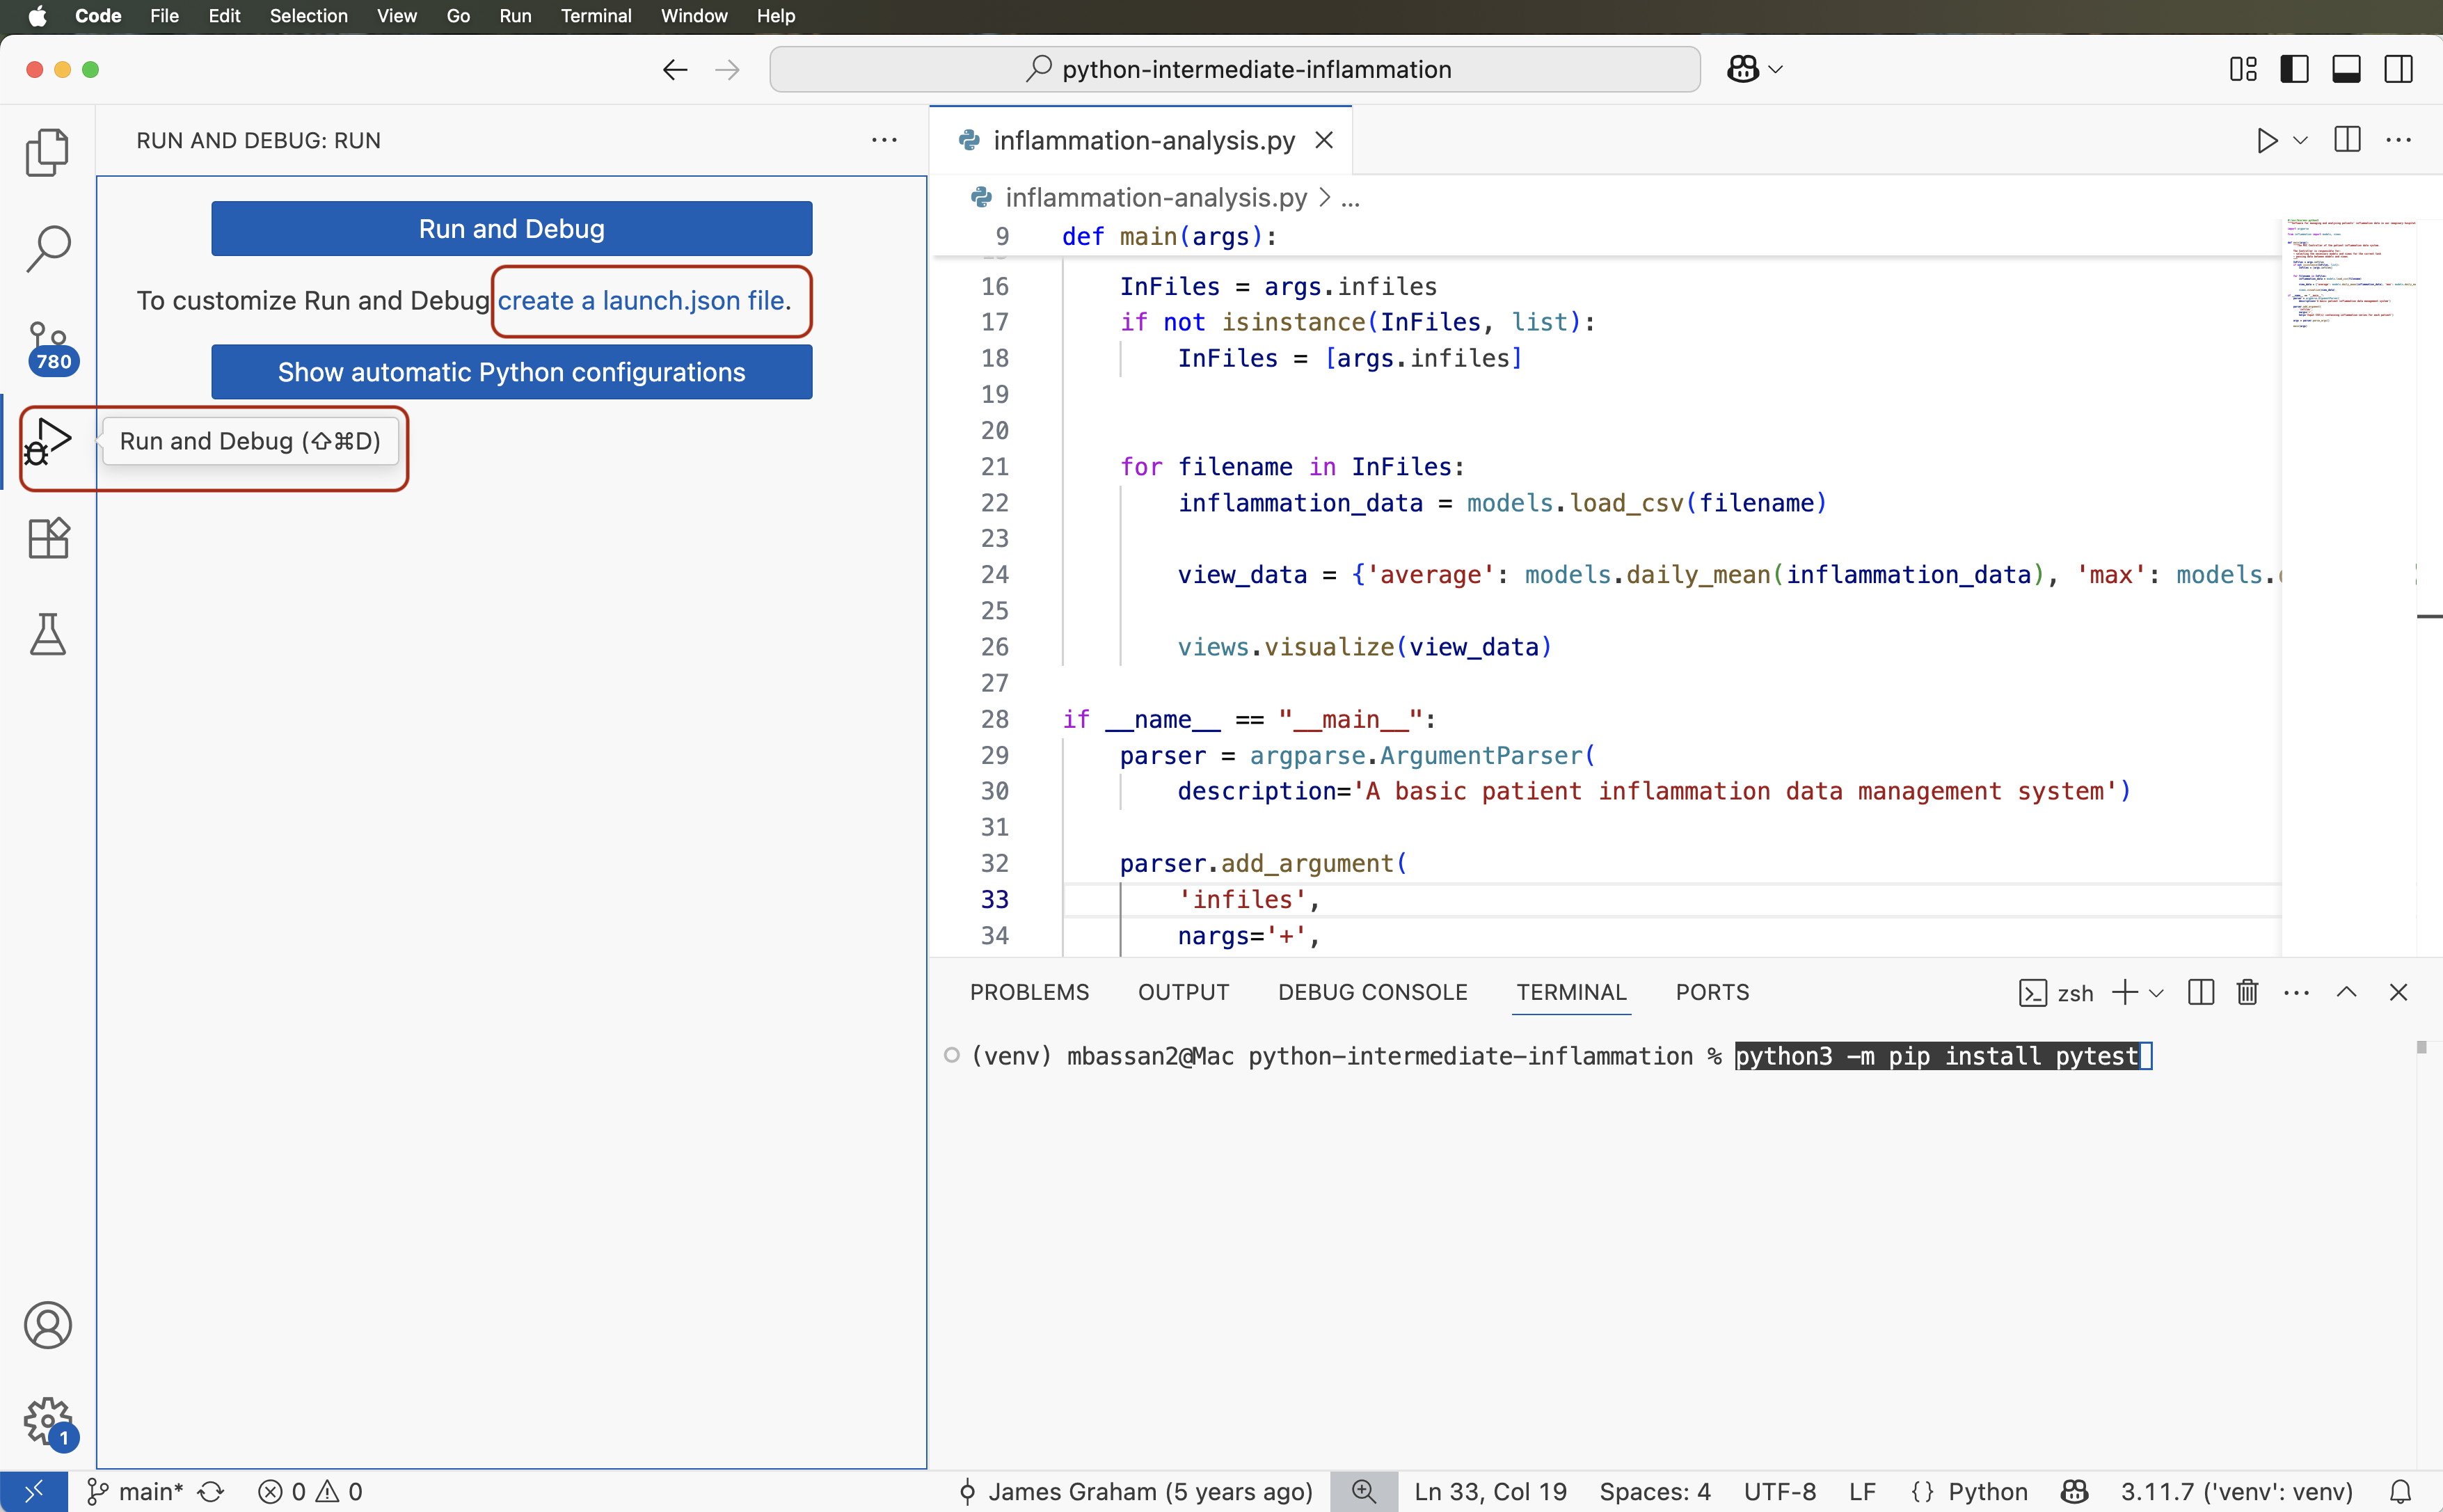 Code File Edit Selection View Go Run Terminal Window Help
python-intermediate-inflammation
RUN AND DEBUG: RUN
Run and Debug
To customize Run and Debug create a launch.json file.
Show automatic Python configurations
780
Run and Debug (⇧⌘D)
1
inflammation-analysis.py
inflammation-analysis.py > ...
9 def main(args):
16 InFiles = args.infiles
17 if not isinstance(InFiles, list):
18 InFiles = [args.infiles]
19
20
21 for filename in InFiles:
22 inflammation_data = models.load_csv(filename)
23
24 view_data = {'average': models.daily_mean(inflammation_data), 'max': models.
25
26 views.visualize(view_data)
27
28 if __name__ == "__main__":
29 parser = argparse.ArgumentParser(
30 description='A basic patient inflammation data management system')
31
32 parser.add_argument(
33 'infiles',
34 nargs='+',
PROBLEMS OUTPUT DEBUG CONSOLE TERMINAL PORTS zsh
(venv) mbassan2@Mac python-intermediate-inflammation % python3 -m pip install pytest
main* 0 0 James Graham (5 years ago) Ln 33, Col 19 Spaces: 4 UTF-8 LF {} Python 3.11.7 ('venv': venv)